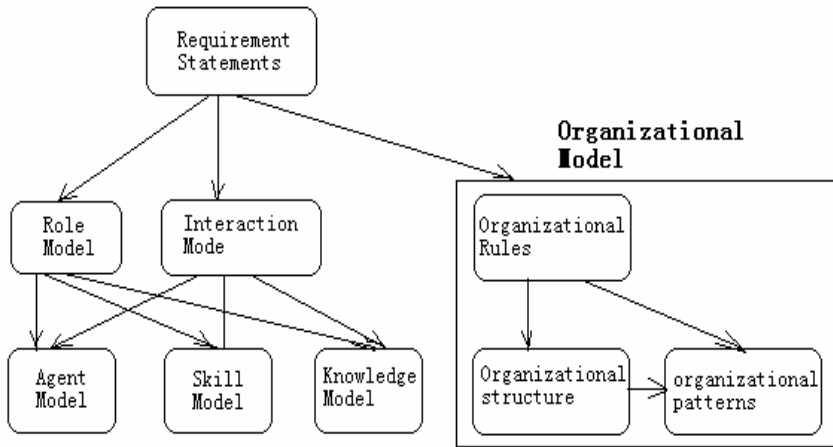 Requirement
Statements
Organizational
Model
Role
Model
Interaction
Mode
Organizational
Rules
Agent
Model
Skill
Model
Knowledge
Model
Organizational
structure
organizational
patterns